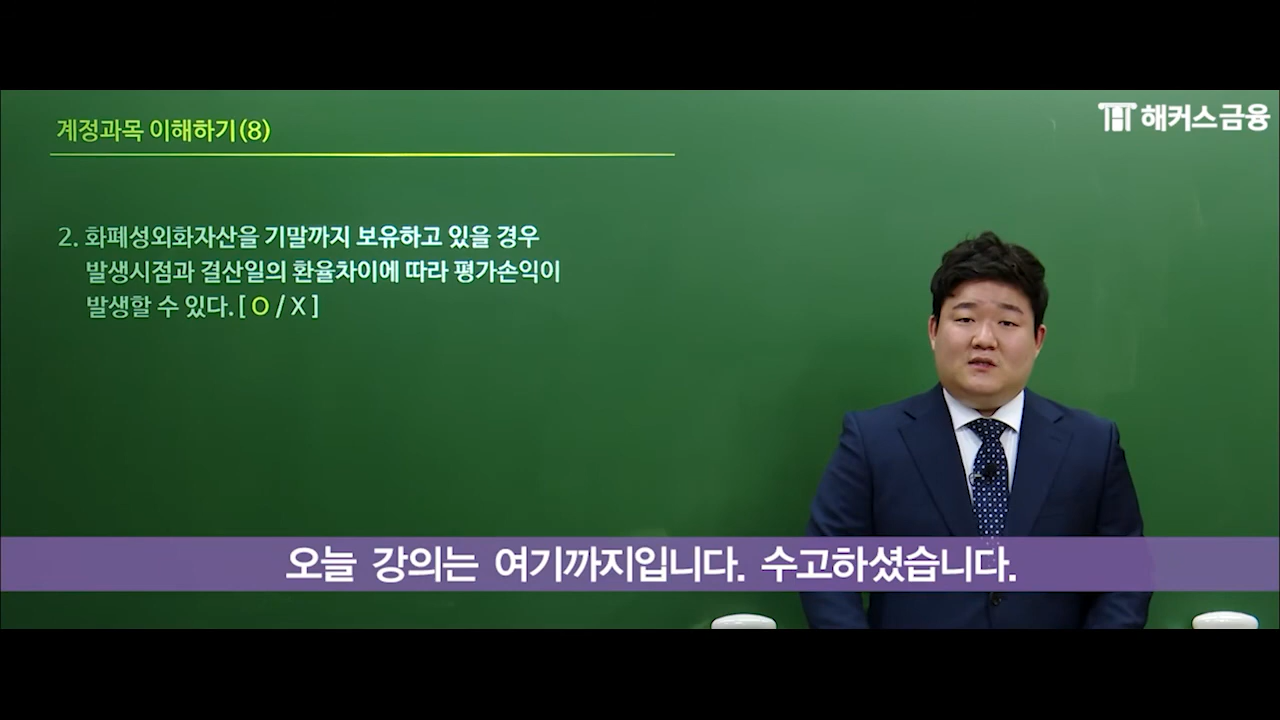 계정과목 이해하기(8)
해커스금융
2. 화폐성외화자산을 기말까지 보유하고 있을 경우
발생시점과 결산일의 환율차이에 따라 평가손익이
발생할 수 있다. [ O / X ]
오늘 강의는 여기까지입니다. 수고하셨습니다.